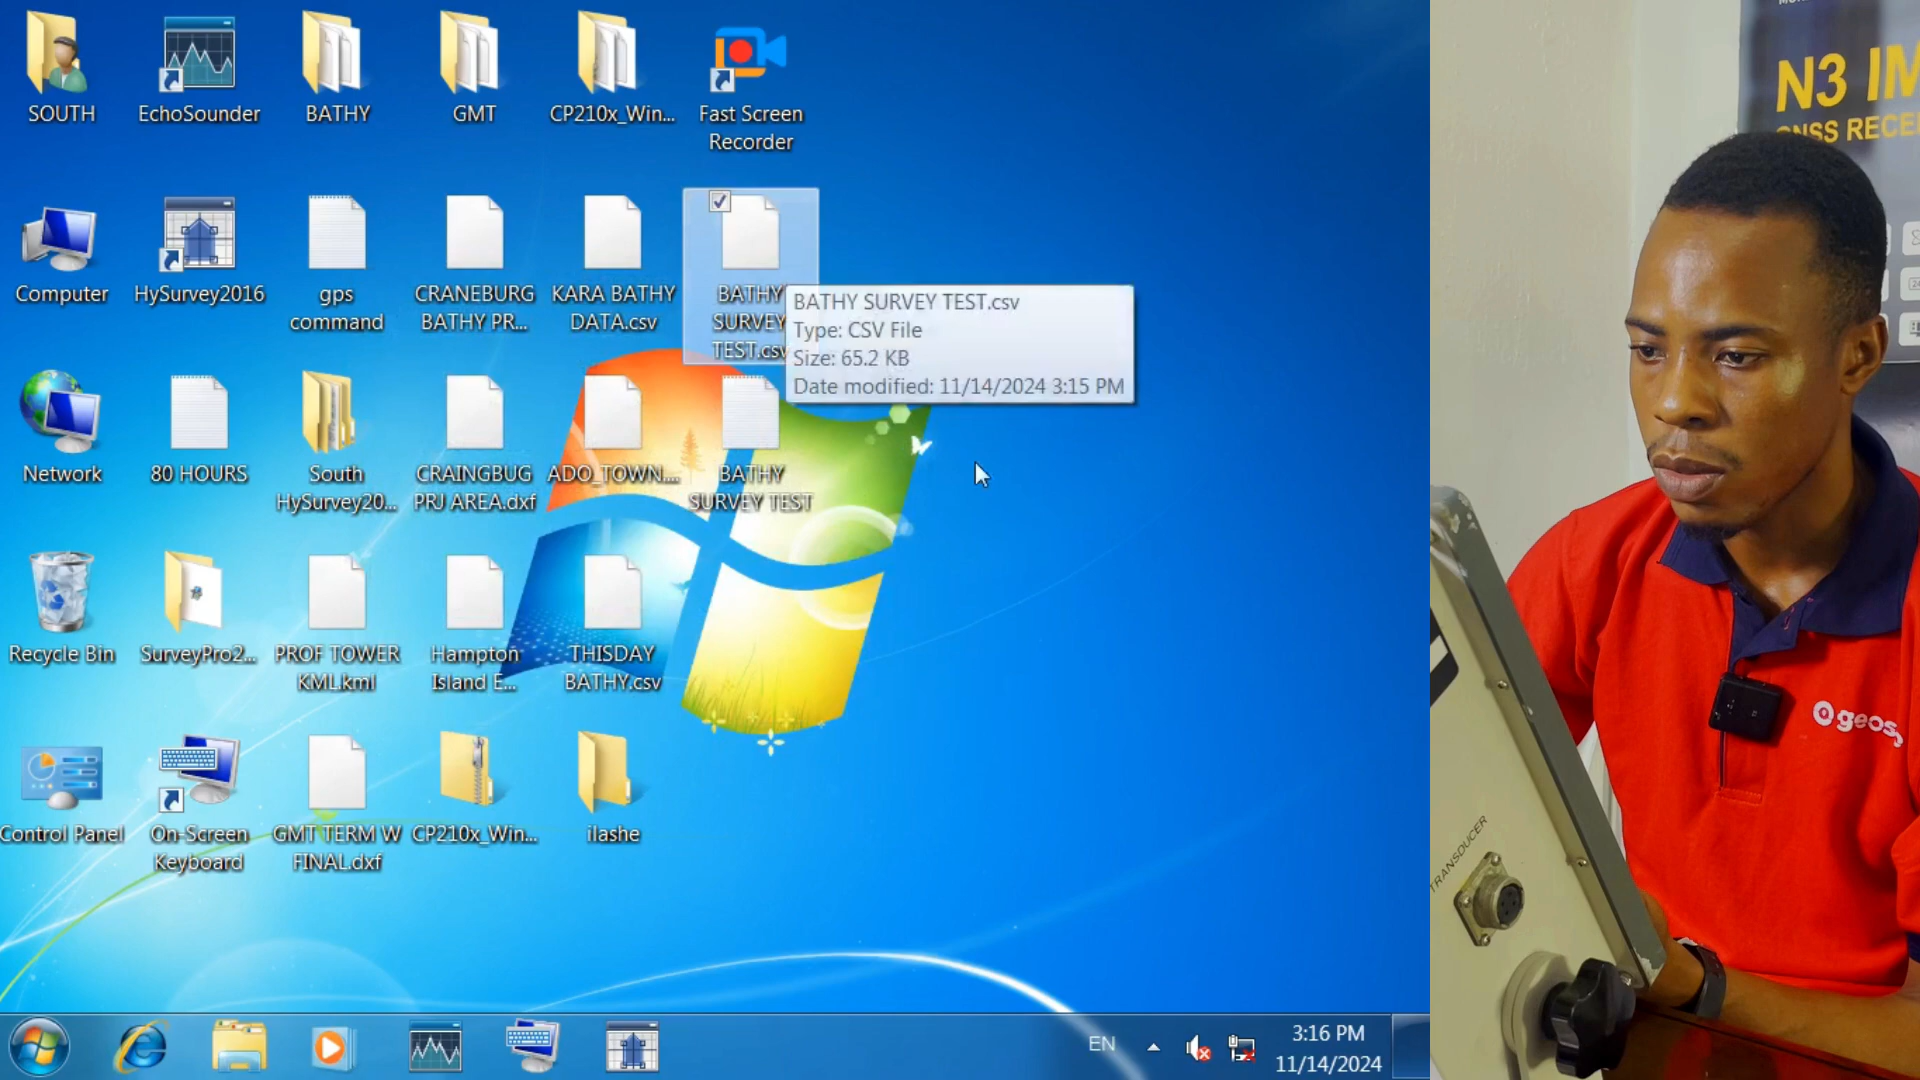 SOUTH
EchoSounder
BATHY
GMT
CP210x_Win...
Fast Screen
Recorder
Computer
HySurvey2016
gps
command
CRANEBURG
BATHY PR...
KARA BATHY
DATA.csv
BATHY
SURVEY
TEST.csv
BATHY SURVEY TEST.csv
Type: CSV File
Size: 65.2 KB
Date modified: 11/14/2024 3:15 PM
Network
80 HOURS
South
HySurvey20...
CRAINGBUG
PRJ AREA.dxf
ADO_TOWN....
BATHY
SURVEY TEST
Recycle Bin
SurveyPro2...
PROF TOWER
KML.kml
Hampton
Island E...
THISDAY
BATHY.csv
Control Panel
On-Screen
Keyboard
GMT TERM W
FINAL.dxf
CP210x_Win...
ilashe
EN
3:16 PM
11/14/2024
N3 IM
GNSS RECE
geos
TRANSDUCER